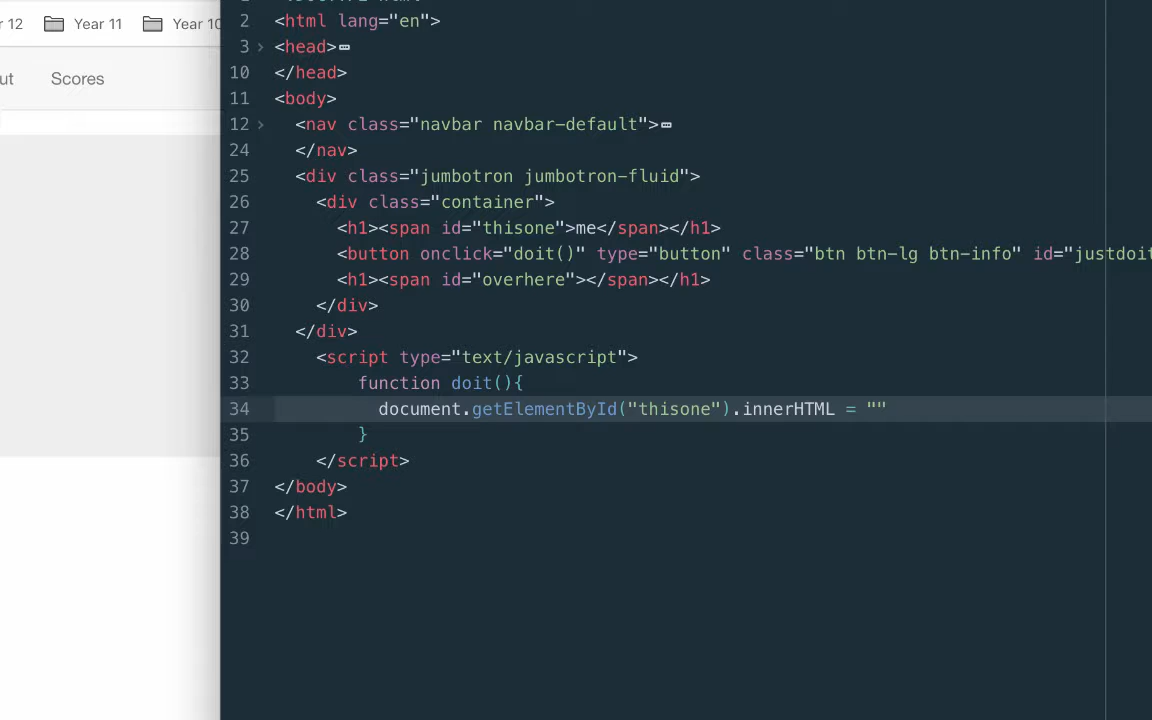 r 12 Year 11 Year 10
ut Scores
2 <html lang="en">
3 <head>
10 </head>
11 <body>
12 <nav class="navbar navbar-default">
24 </nav>
25 <div class="jumbotron jumbotron-fluid">
26 <div class="container">
27 <h1><span id="thisone">me</span></h1>
28 <button onclick="doit()" type="button" class="btn btn-lg btn-info" id="justdoit
29 <h1><span id="overhere"></span></h1>
30 </div>
31 </div>
32 <script type="text/javascript">
33 function doit(){
34 document.getElementById("thisone").innerHTML = ""
35 }
36 </script>
37 </body>
38 </html>
39